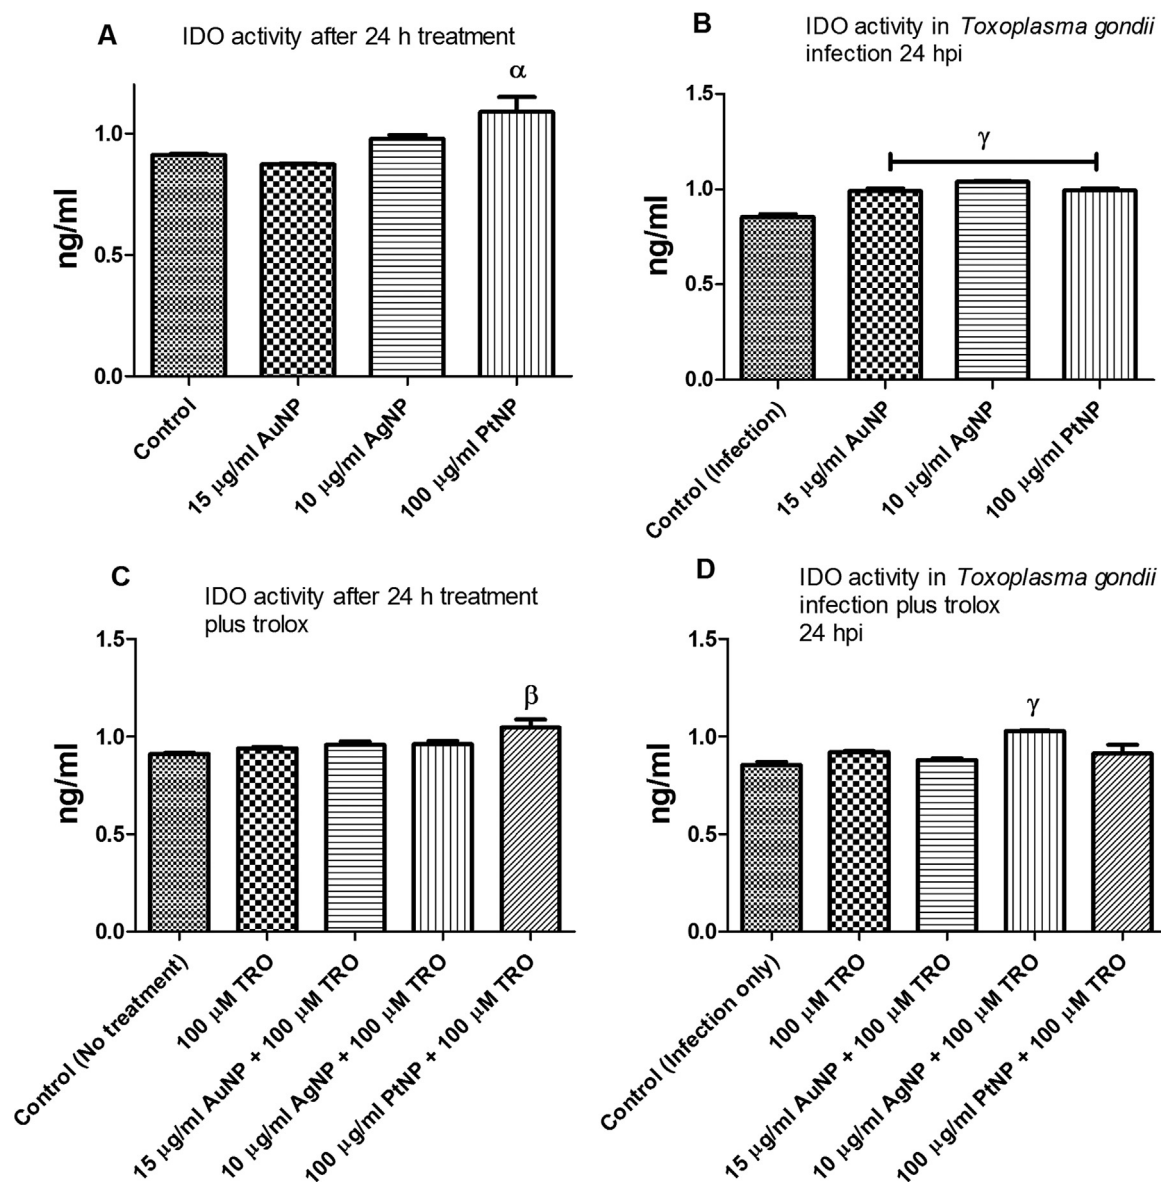 A
IDO activity after 24 h treatment
α
1.0
0.5
0.0
ng/ml
Control
15 μg/ml AuNP
10 μg/ml AgNP
100 μg/ml PtNP
B
IDO activity in Toxoplasma gondii
infection 24 hpi
γ
1.5
1.0
0.5
0.0
ng/ml
Control (Infection)
15 μg/ml AuNP
10 μg/ml AgNP
100 μg/ml PtNP
C
IDO activity after 24 h treatment
plus trolox
β
1.5
1.0
0.5
0.0
ng/ml
Control (No treatment)
100 μM TRO
15 μg/ml AuNP + 100 μM TRO
10 μg/ml AgNP + 100 μM TRO
100 μg/ml PtNP + 100 μM TRO
D
IDO activity in Toxoplasma gondii
infection plus trolox
24 hpi
γ
1.5
1.0
0.5
0.0
ng/ml
Control (Infection only)
100 μM TRO
15 μg/ml AuNP + 100 μM TRO
10 μg/ml AgNP + 100 μM TRO
100 μg/ml PtNP + 100 μM TRO